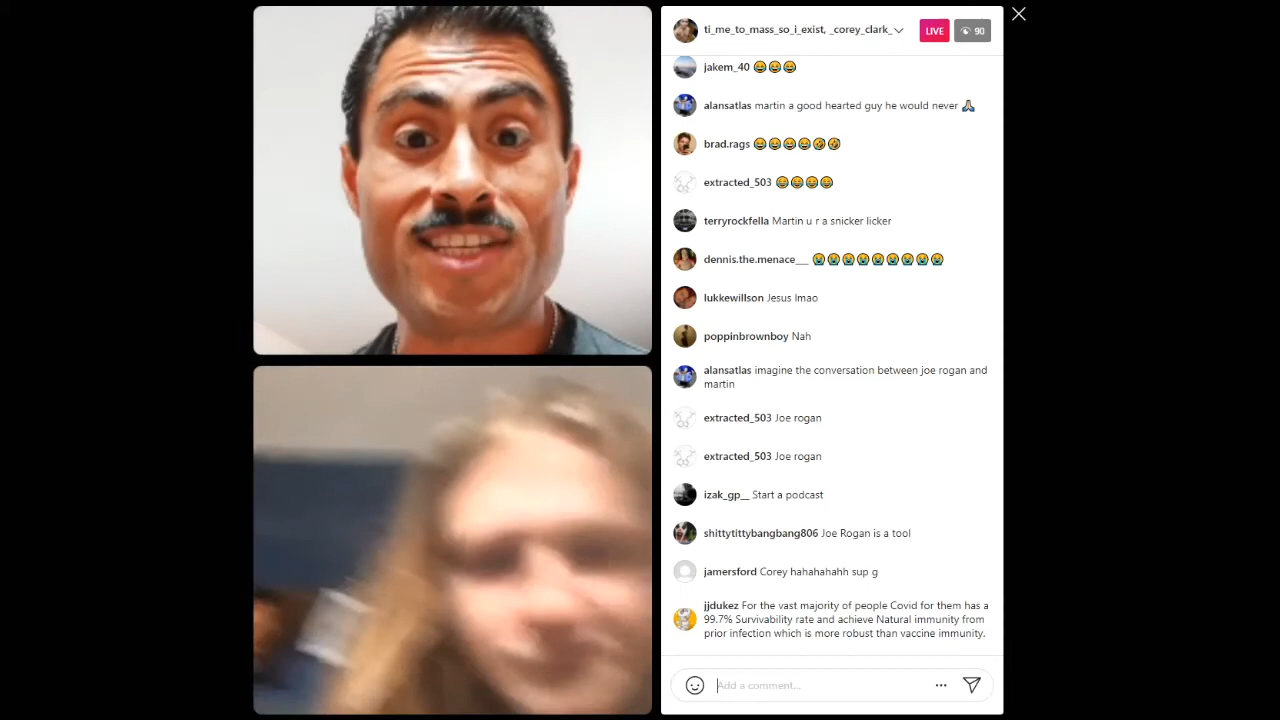 ti_me_to_mass_so_i_exist, _corey_clark_
LIVE
90
jakem_40 😂😂😂
alansatlas martin a good hearted guy he would never 🙏🏻
brad.rags 😂😂😂😂🤣🤣
extracted_503 😂😂😂😂
terryrockfella Martin u r a snicker licker
dennis.the.menace___ 😭😭😭😭😭😭😭😭😭
lukkewillson Jesus lmao
poppinbrownboy Nah
alansatlas imagine the conversation between joe rogan and
martin
extracted_503 Joe rogan
extracted_503 Joe rogan
izak_gp__ Start a podcast
shittytittybangbang806 Joe Rogan is a tool
jamersford Corey hahahahahh sup g
jjdukez For the vast majority of people Covid for them has a
99.7% Survivability rate and achieve Natural immunity from
prior infection which is more robust than vaccine immunity.
Add a comment...